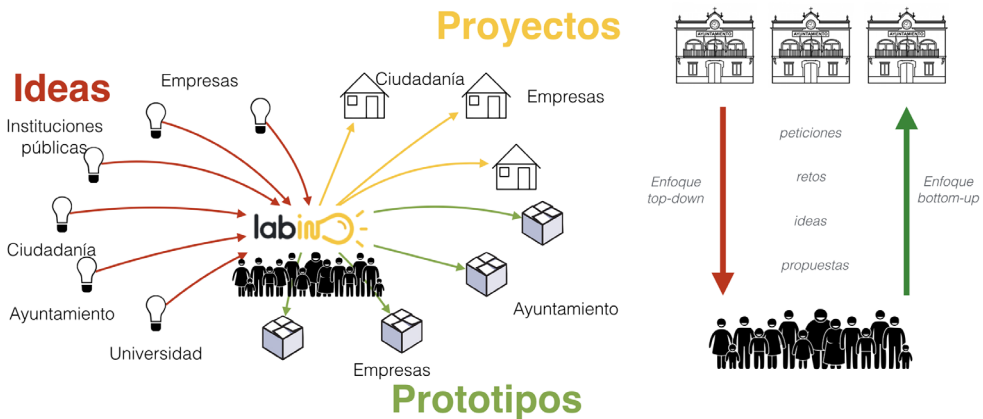 Proyectos
Ideas
Empresas
Instituciones
públicas
Ciudadanía
Ayuntamiento
Universidad
labin
Ciudadanía
Empresas
Ayuntamiento
Empresas
Prototipos
AYUNTAMIENTO
AYUNTAMIENTO
AYUNTAMIENTO
Enfoque
top-down
peticiones
retos
ideas
propuestas
Enfoque
bottom-up